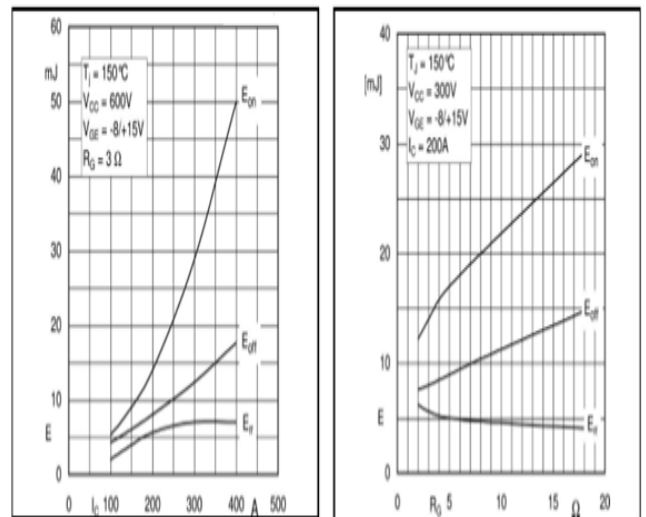 60
mJ
50
40
30
20
10
E
0
Tj = 150°C
VCC = 600V
VGE = -8/+15V
RG = 3 Ω
Eon
Eoff
Err
0 IC 100 200 300 400 A 500
40
[mJ]
30
20
10
E
0
TJ = 150°C
VCC = 300V
VGE = -8/+15V
IC = 200A
Eon
Eoff
Err
0 RG 5 10 15 Ω 20